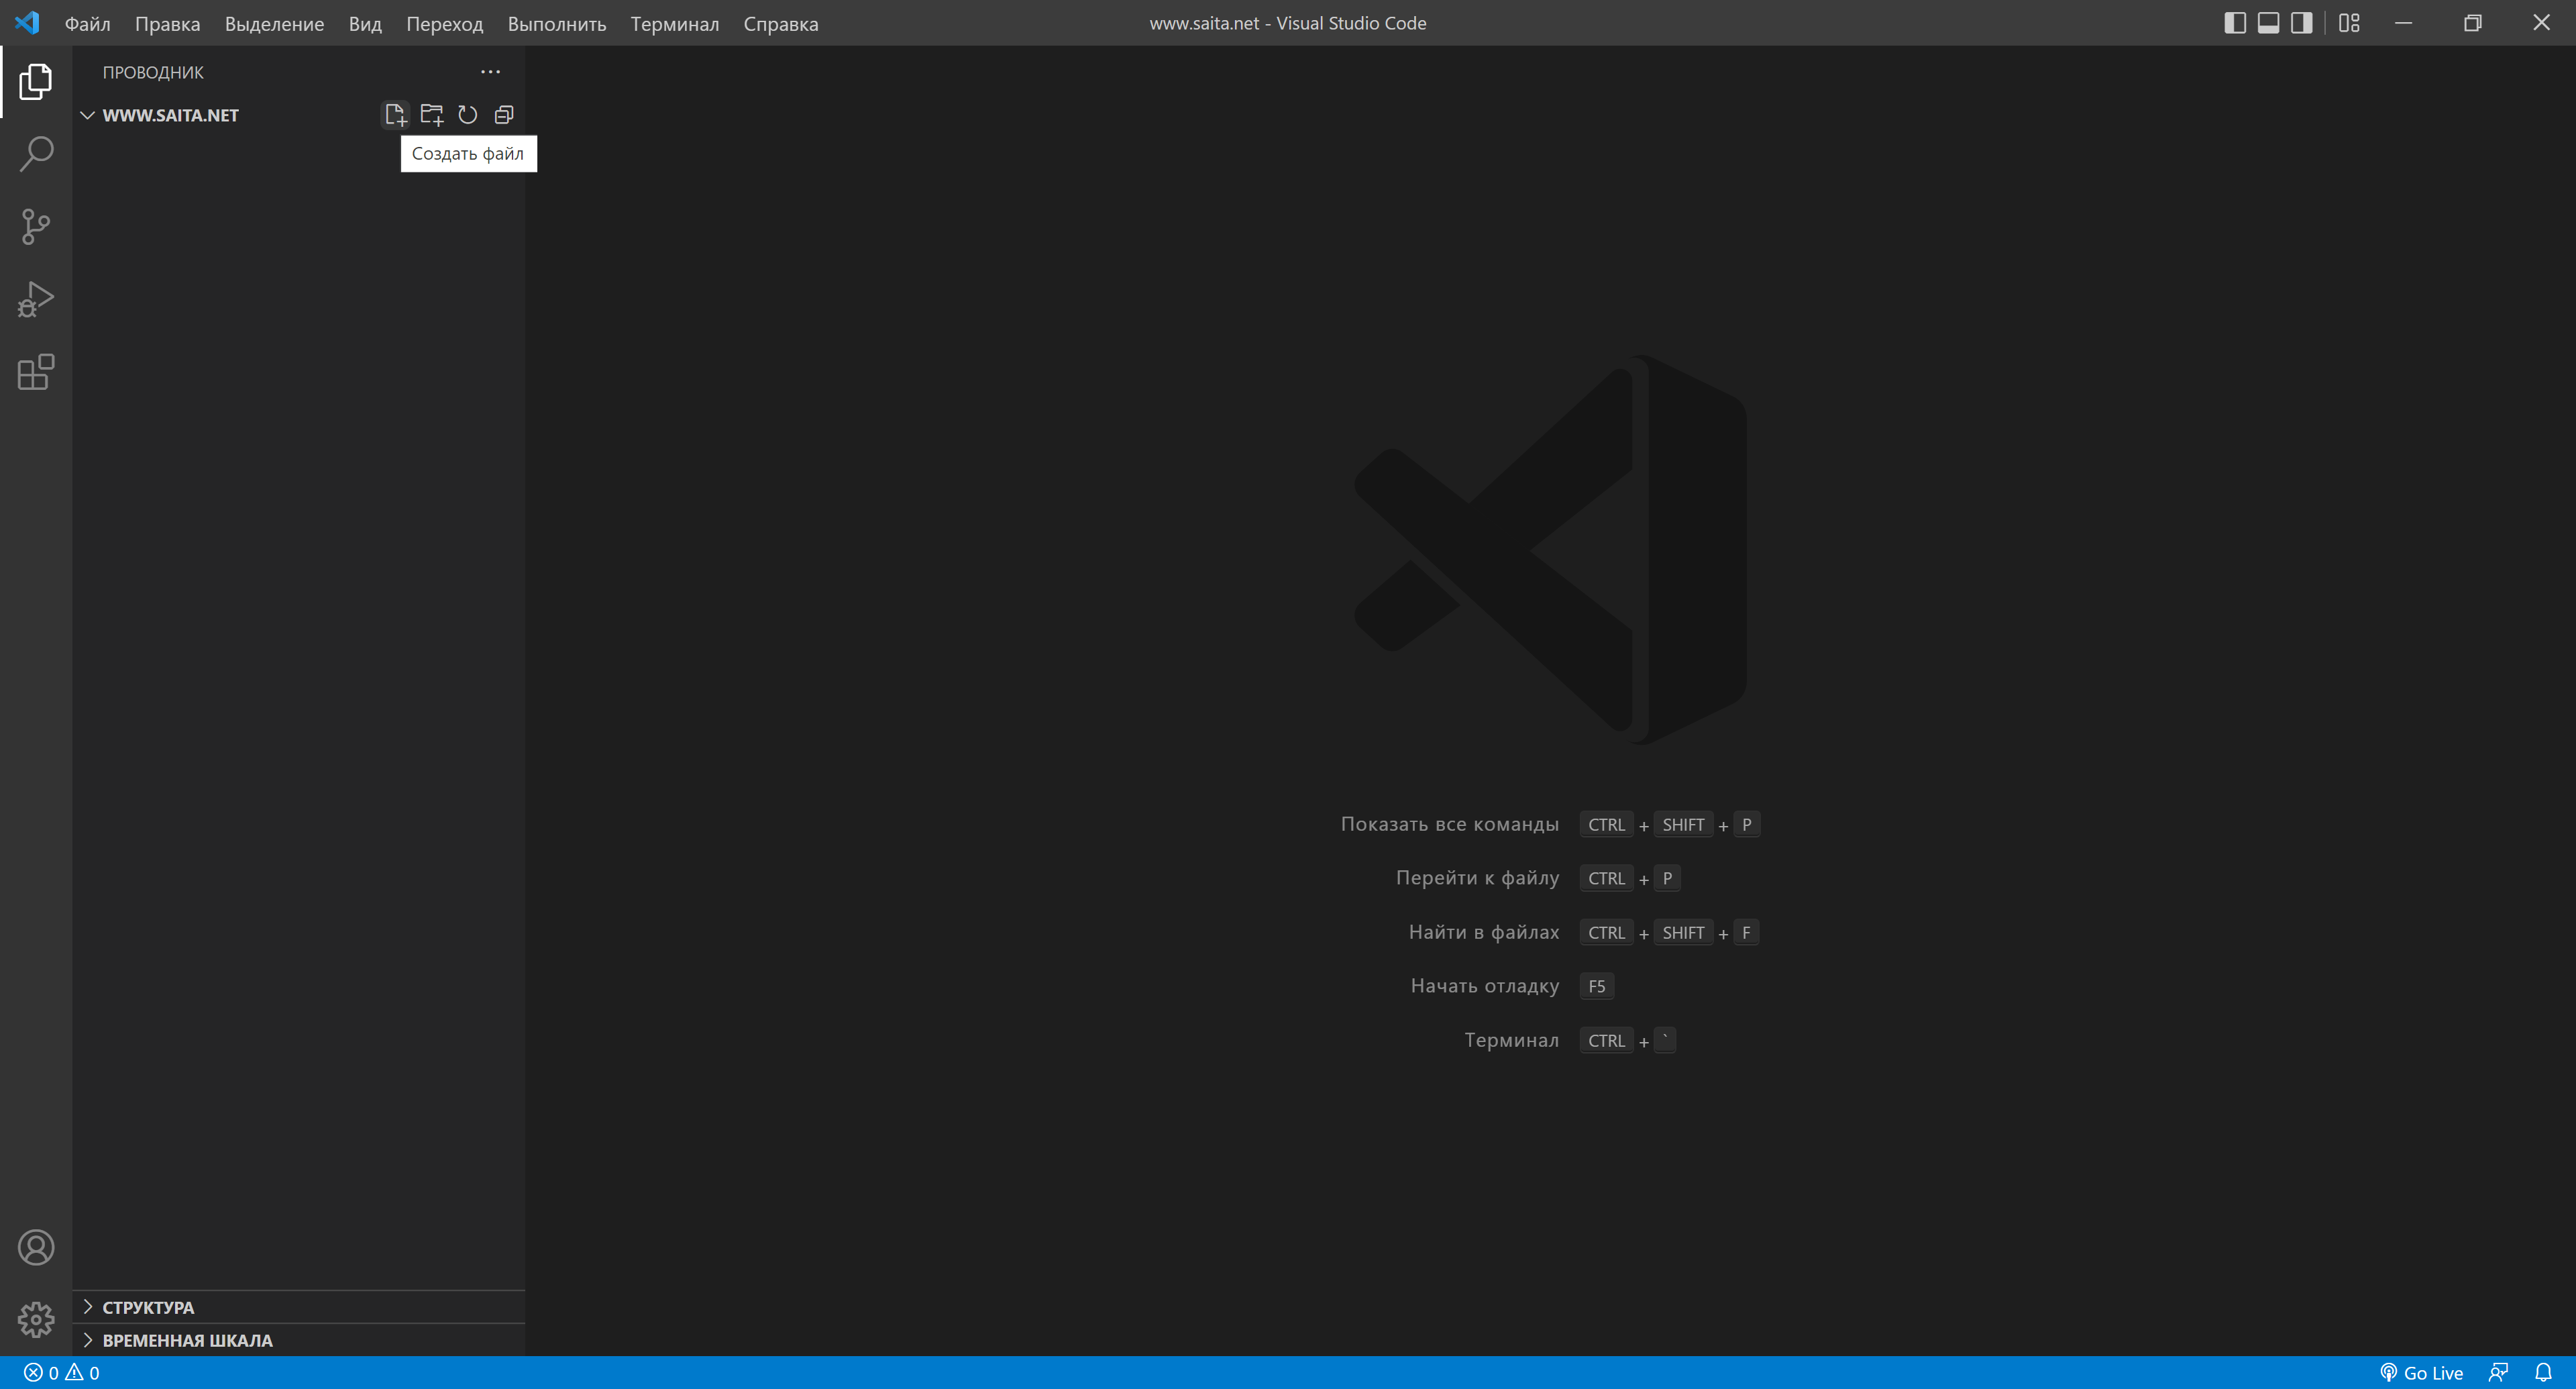 Файл Правка Выделение Вид Переход Выполнить Терминал Справка www.saita.net - Visual Studio Code
ПРОВОДНИК
WWW.SAITA.NET
Создать файл
Показать все команды CTRL + SHIFT + P
Перейти к файлу CTRL + P
Найти в файлах CTRL + SHIFT + F
Начать отладку F5
Терминал CTRL + `
СТРУКТУРА
ВРЕМЕННАЯ ШКАЛА
0 0 Go Live